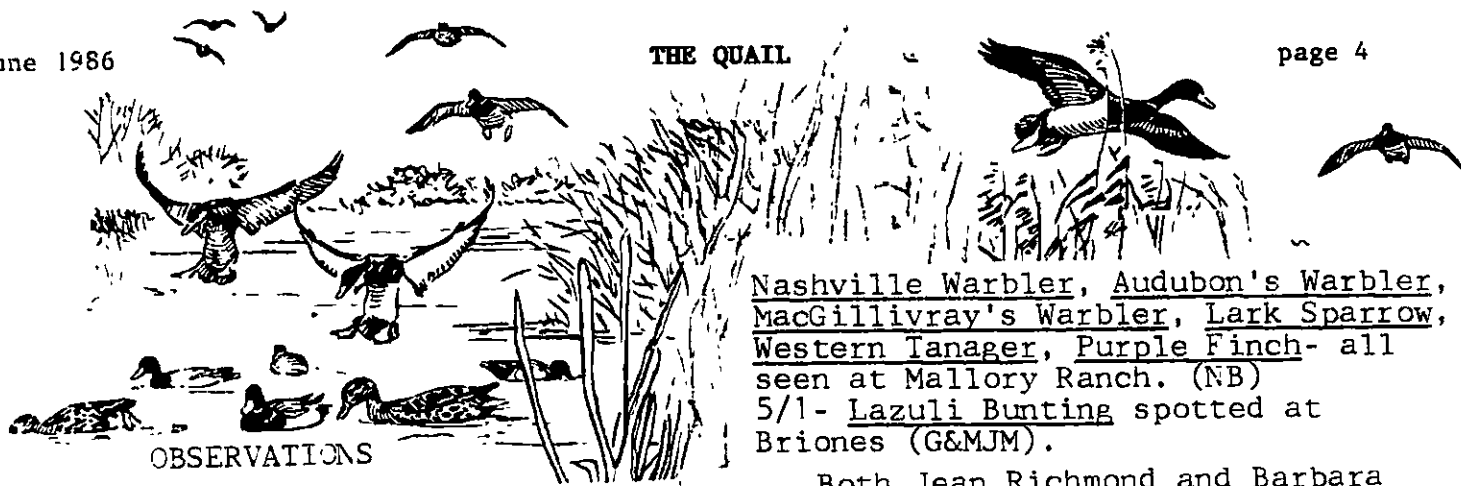 une 1986 THE QUAIL page 4
OBSERVATIONS
Nashville Warbler, Audubon's Warbler,
MacGillivray's Warbler, Lark Sparrow,
Western Tanager, Purple Finch- all
seen at Mallory Ranch. (NB)
5/1- Lazuli Bunting spotted at
Briones (G&MJM).
Both Jean Richmond and Barbara